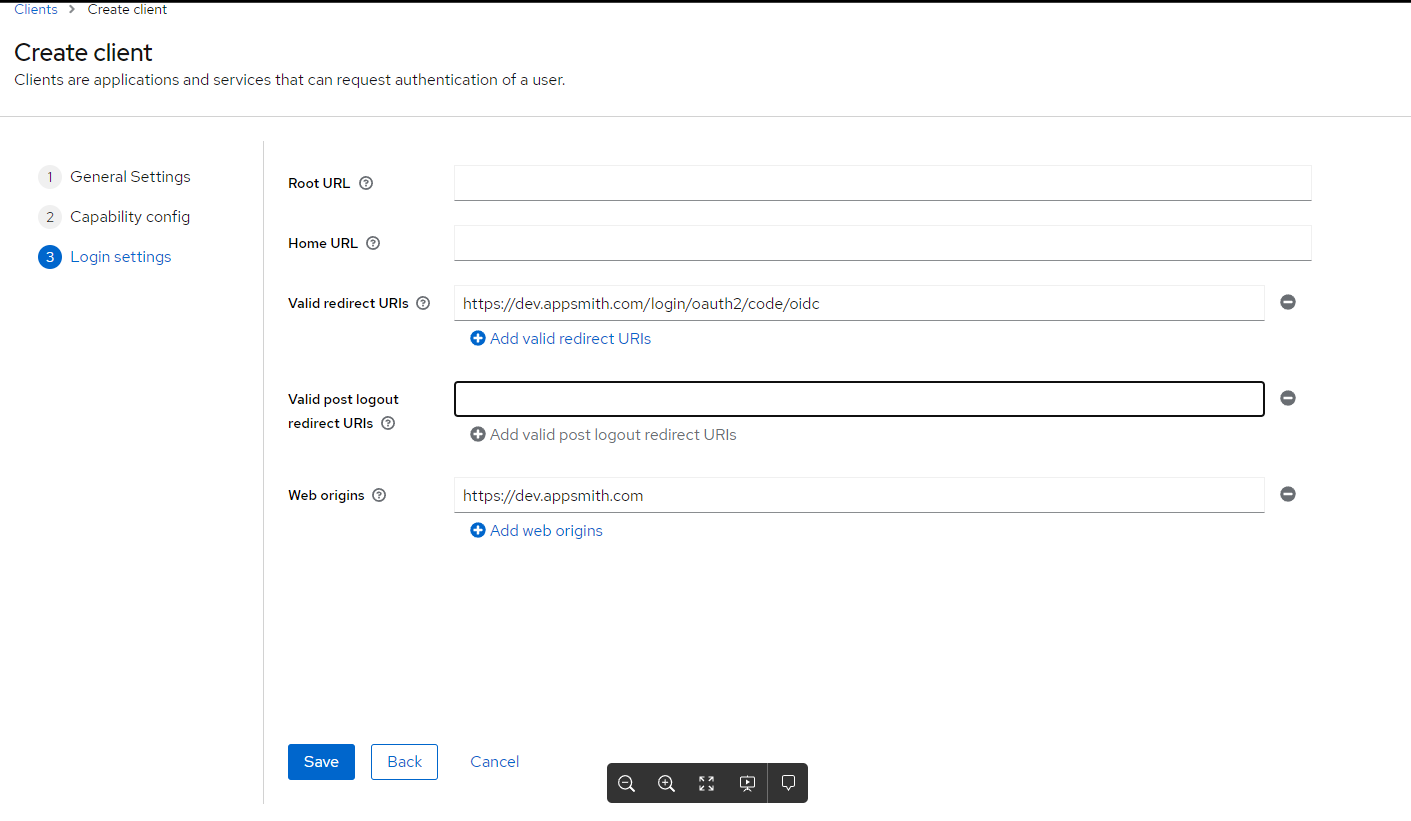 Clients > Create client
Create client
Clients are applications and services that can request authentication of a user.
1 General Settings
2 Capability config
3 Login settings
Root URL ?
Home URL ?
Valid redirect URIs ? https://dev.appsmith.com/login/oauth2/code/oidc
Add valid redirect URIs
Valid post logout
redirect URIs ?
Add valid post logout redirect URIs
Web origins ? https://dev.appsmith.com
Add web origins
Save Back Cancel